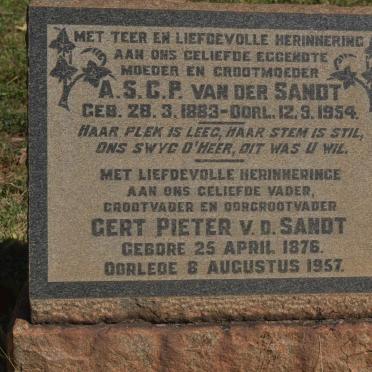 MET TEER EN LIEFDEVOLLE HERINNERING
AAN ONS GELIEFDE EGGENOTE
MOEDER EN GROOTMOEDER
A.S.G.P. VAN DER SANDT
GEB. 28. 3. 1883-OORL. 12. 9. 1954.
HAAR PLEK IS LEEG, HAAR STEM IS STIL,
ONS SWYG O'HEER, DIT WAS U WIL.
MET LIEFDEVOLLE HERINNERINGE
AAN ONS GELIEFDE VADER,
GROOTVADER EN OORGROOTVADER
GERT PIETER V.D. SANDT
GEBORE 25 APRIL 1876.
OORLEDE 8 AUGUSTUS 1957.